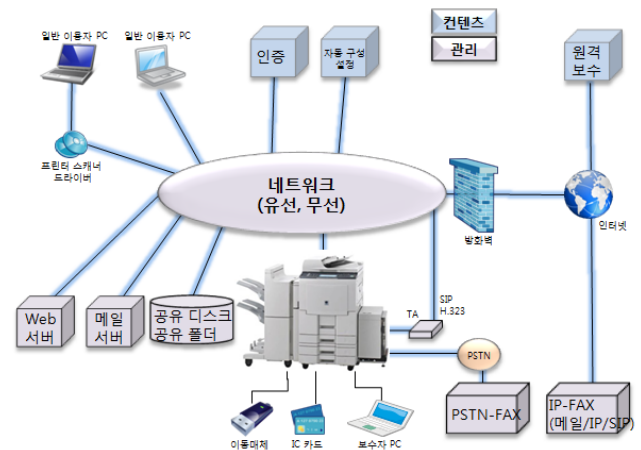 일반 이용자 PC
일반 이용자 PC
컨텐츠
관리
인증
자동 구성
설정
원격
보수
프린터 스캐너
드라이버
네트워크
(유선, 무선)
방화벽
인터넷
Web
서버
메일
서버
공유 디스크
공유 폴더
TA
SIP
H.323
PSTN
PSTN-FAX
IP-FAX
(메일/IP/SIP)
이동매체
IC 카드
보수자 PC